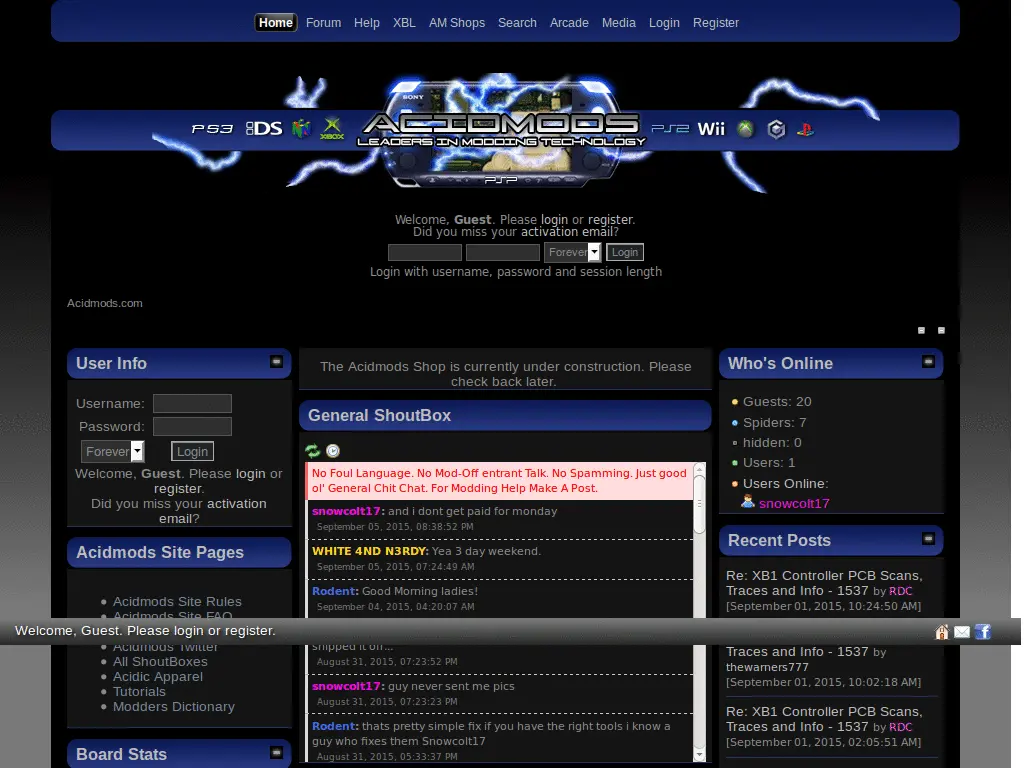 Home Forum Help XBL AM Shops Search Arcade Media Login Register
SONY
PS3 DS XBOX ACIDMODS PS2 Wii
LEADERS IN MODDING TECHNOLOGY
PSP
Welcome, Guest. Please login or register.
Did you miss your activation email?
Forever Login
Login with username, password and session length
Acidmods.com
User Info
Username:
Password:
Forever Login
Welcome, Guest. Please login or
register.
Did you miss your activation
email?
Acidmods Site Pages
Acidmods Site Rules
Acidmods Site FAQ
Acidmods Twitter
All ShoutBoxes
Acidic Apparel
Tutorials
Modders Dictionary
Board Stats
The Acidmods Shop is currently under construction. Please
check back later.
General ShoutBox
No Foul Language. No Mod-Off entrant Talk. No Spamming. Just good
ol' General Chit Chat. For Modding Help Make A Post.
snowcolt17: and i dont get paid for monday
September 05, 2015, 08:38:52 PM
WHITE 4ND N3RDY: Yea 3 day weekend.
September 05, 2015, 07:24:49 AM
Rodent: Good Morning ladies!
September 04, 2015, 04:20:07 AM
shipped it off...
August 31, 2015, 07:23:52 PM
snowcolt17: guy never sent me pics
August 31, 2015, 07:23:23 PM
Rodent: thats pretty simple fix if you have the right tools i know a
guy who fixes them Snowcolt17
August 31, 2015, 05:33:37 PM
Who's Online
Guests: 20
Spiders: 7
hidden: 0
Users: 1
Users Online:
snowcolt17
Recent Posts
Re: XB1 Controller PCB Scans,
Traces and Info - 1537 by RDC
[September 01, 2015, 10:24:50 AM]
Traces and Info - 1537 by
thewarners777
[September 01, 2015, 10:02:18 AM]
Re: XB1 Controller PCB Scans,
Traces and Info - 1537 by RDC
[September 01, 2015, 02:05:51 AM]
Welcome, Guest. Please login or register.